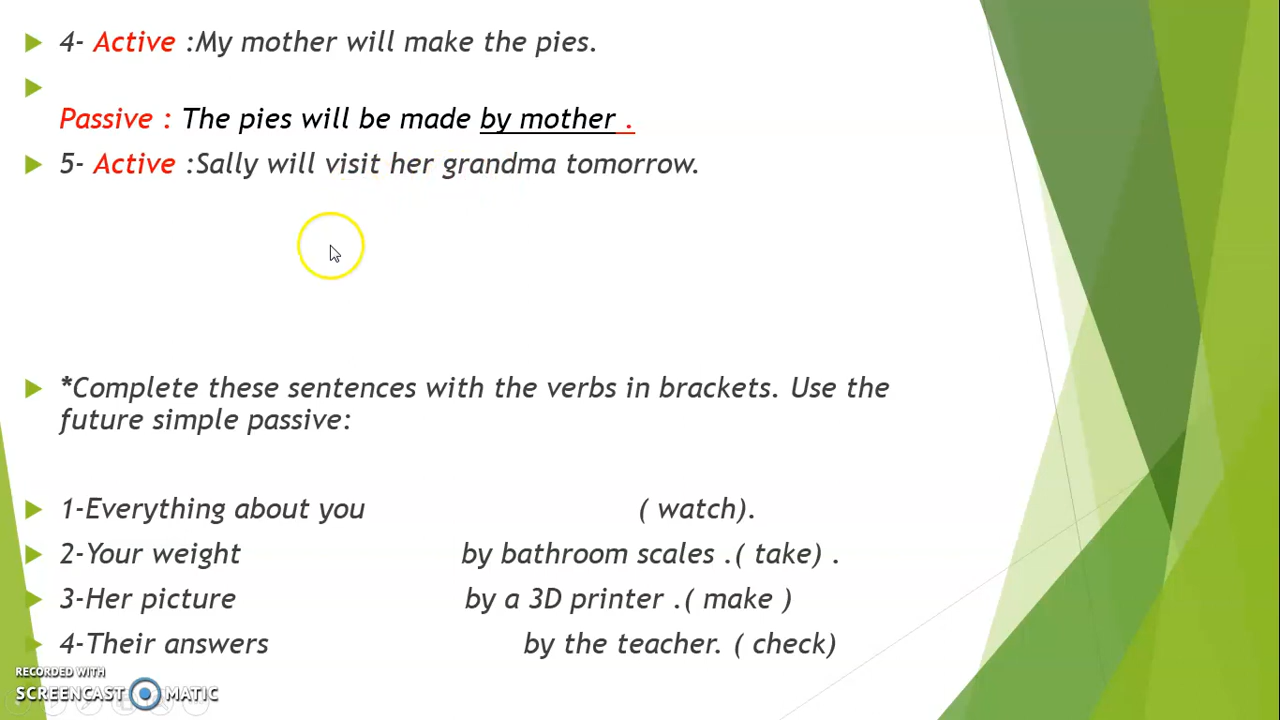 4- Active :My mother will make the pies.
Passive : The pies will be made by mother .
5- Active :Sally will visit her grandma tomorrow.
*Complete these sentences with the verbs in brackets. Use the
future simple passive:
1-Everything about you ( watch).
2-Your weight by bathroom scales .( take) .
3-Her picture by a 3D printer .( make )
4-Their answers by the teacher. ( check)
RECORDED WITH
SCREENCAST MATIC